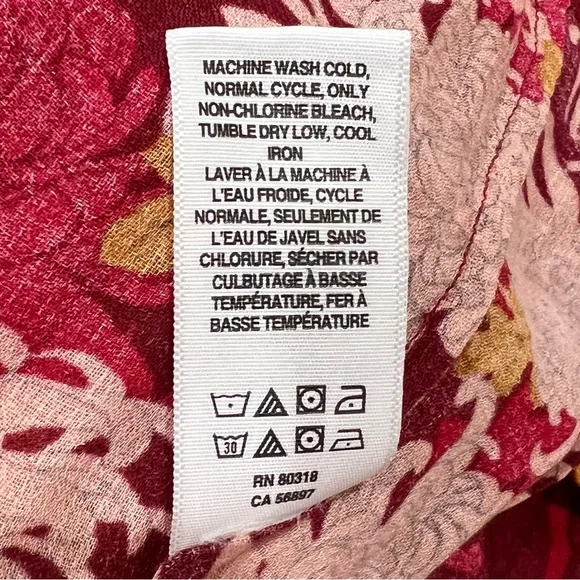 MACHINE WASH COLD,
NORMAL CYCLE, ONLY
NON-CHLORINE BLEACH,
TUMBLE DRY LOW, COOL
IRON
LAVER À LA MACHINE À
L'EAU FROIDE, CYCLE
NORMALE, SEULEMENT DE
L'EAU DE JAVEL SANS
CHLORURE, SÉCHER PAR
CULBUTAGE À BASSE
TEMPÉRATURE, FER À
BASSE TEMPÉRATURE
30
RN 80318
CA 56897